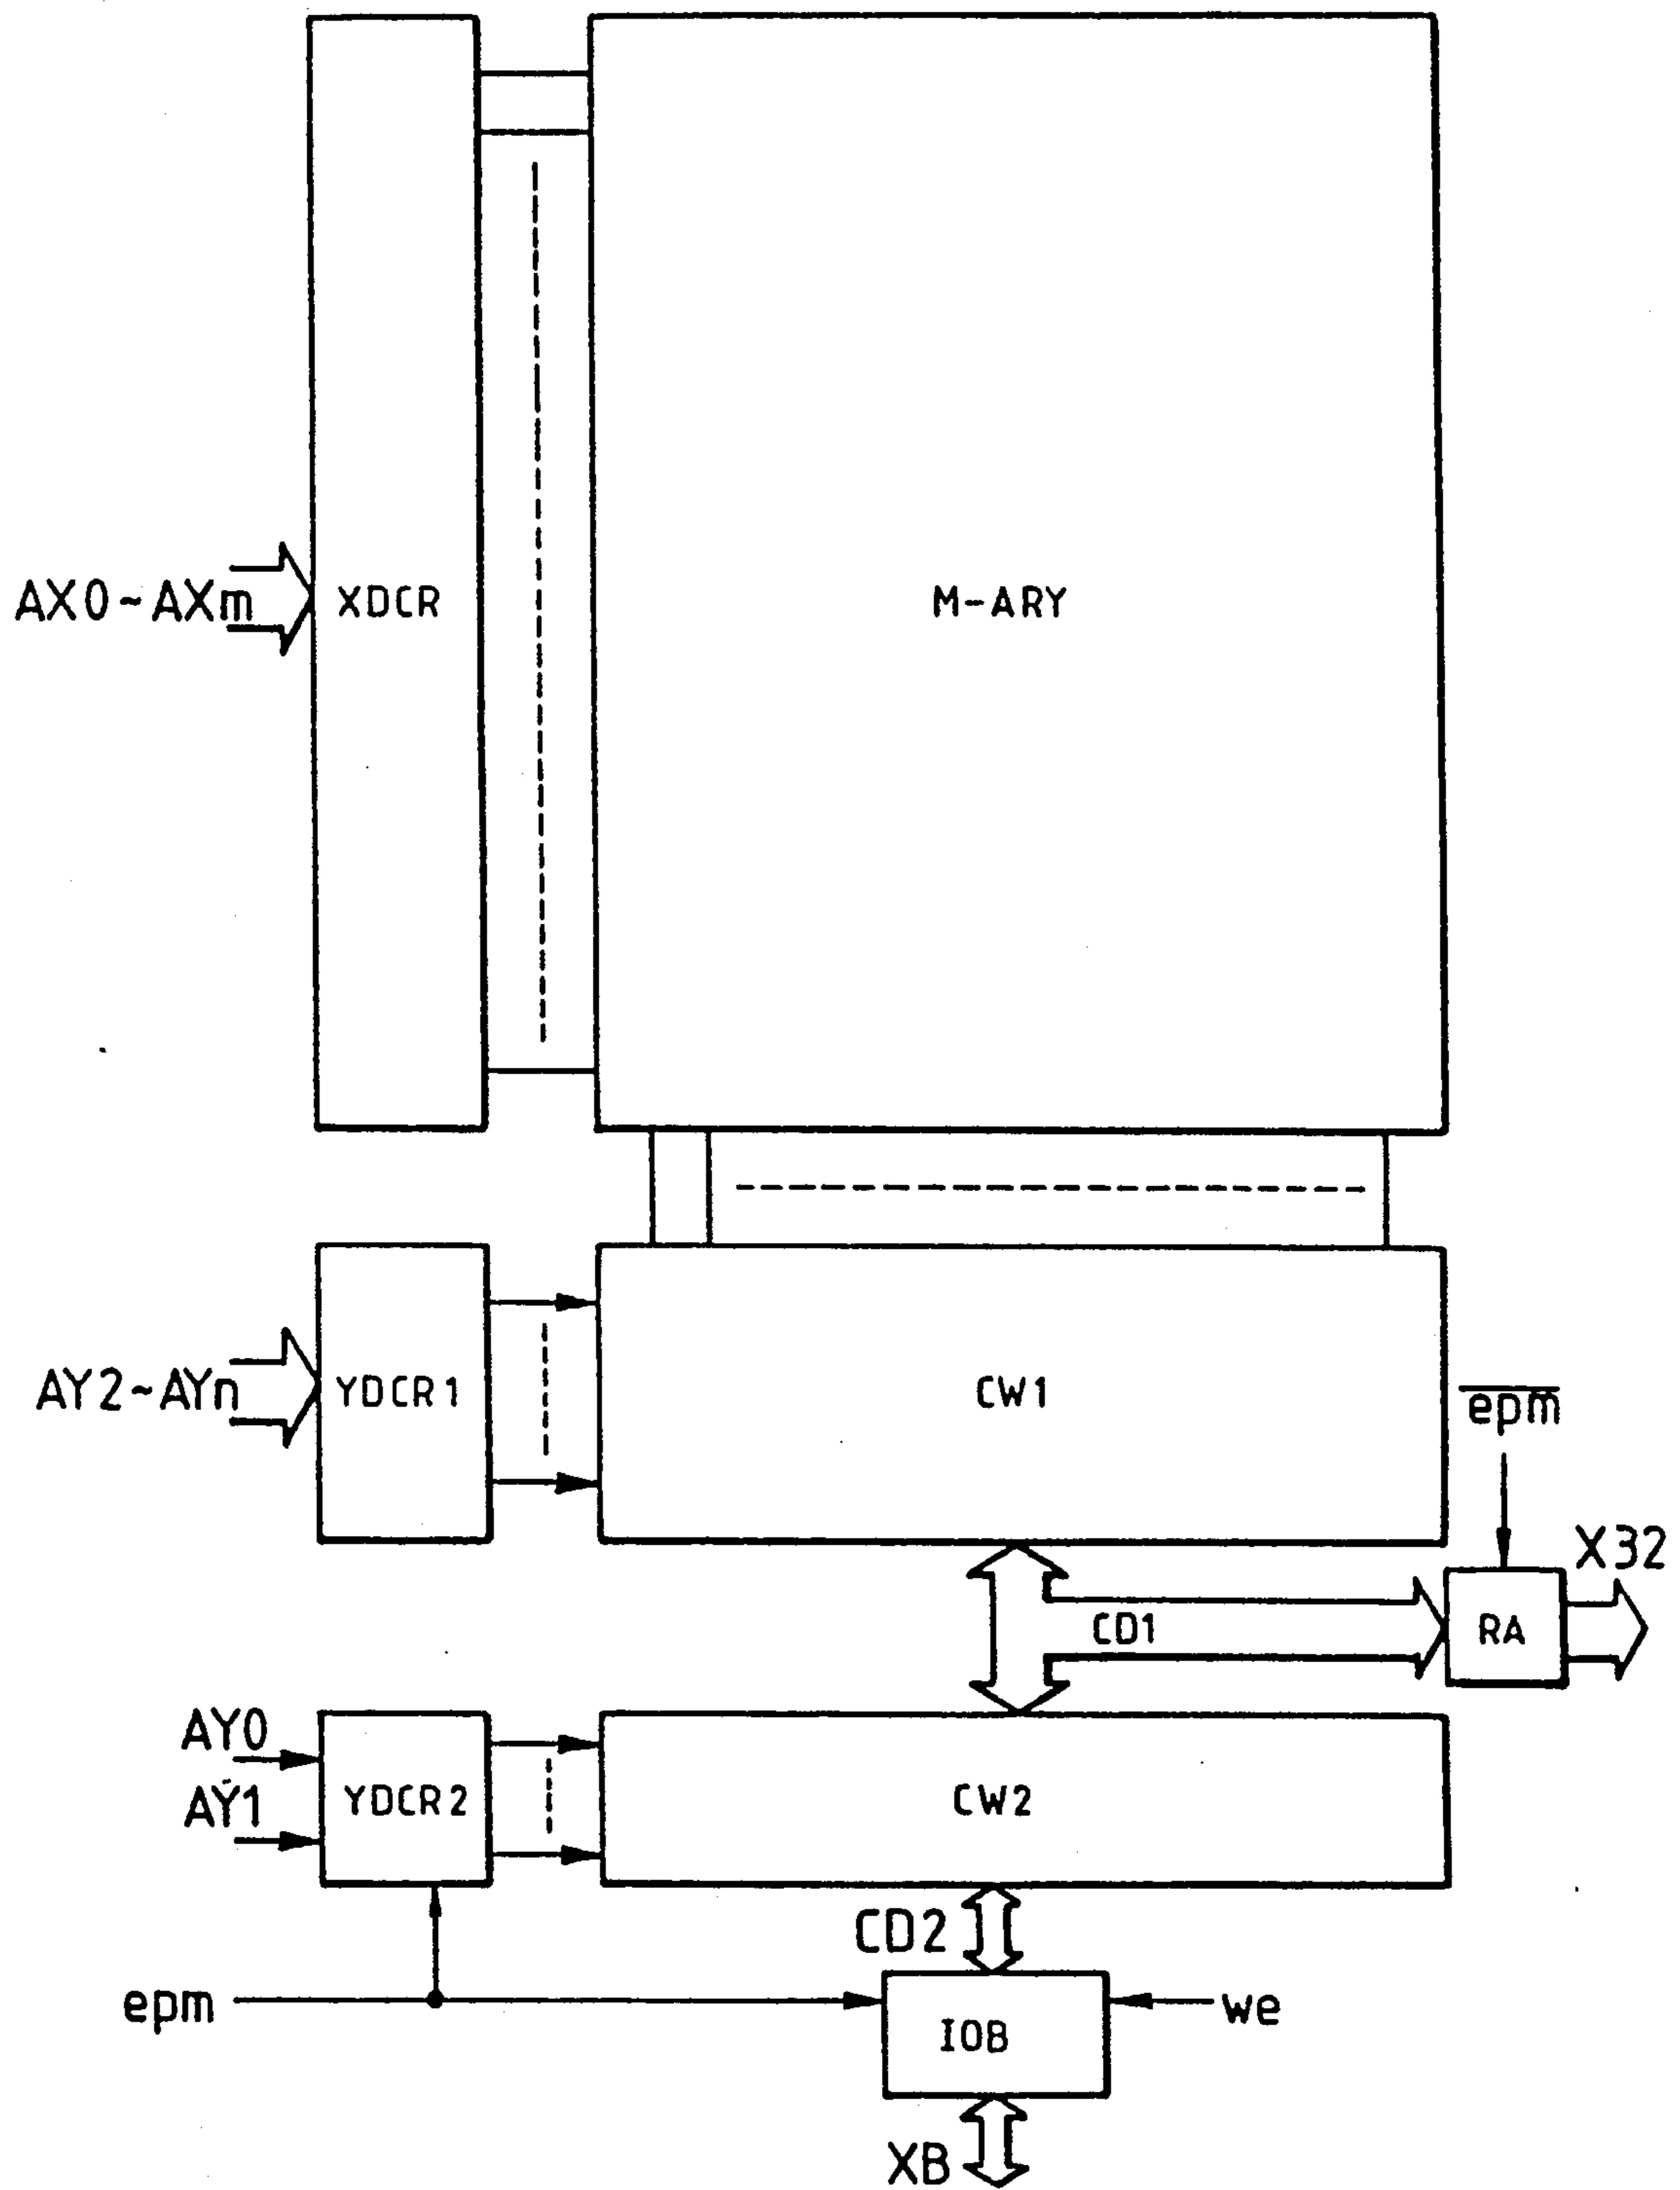 AX0~AXm
XDCR
M-ARY
AY2~AYn
YDCR1
CW1
e̅p̅m̅
X32
CD1
RA
AY0
AY1
YDCR2
CW2
CD2
epm
we
IOB
XB